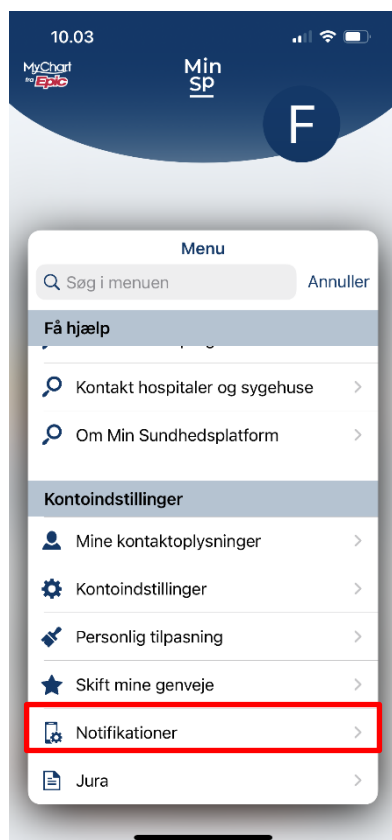 10.03
MyChart
fra Epic
Min
SP
F
Menu
Søg i menuen
Annuller
Få hjælp
Kontakt hospitaler og sygehuse
Om Min Sundhedsplatform
Kontoindstillinger
Mine kontaktoplysninger
Kontoindstillinger
Personlig tilpasning
Skift mine genveje
Notifikationer
Jura